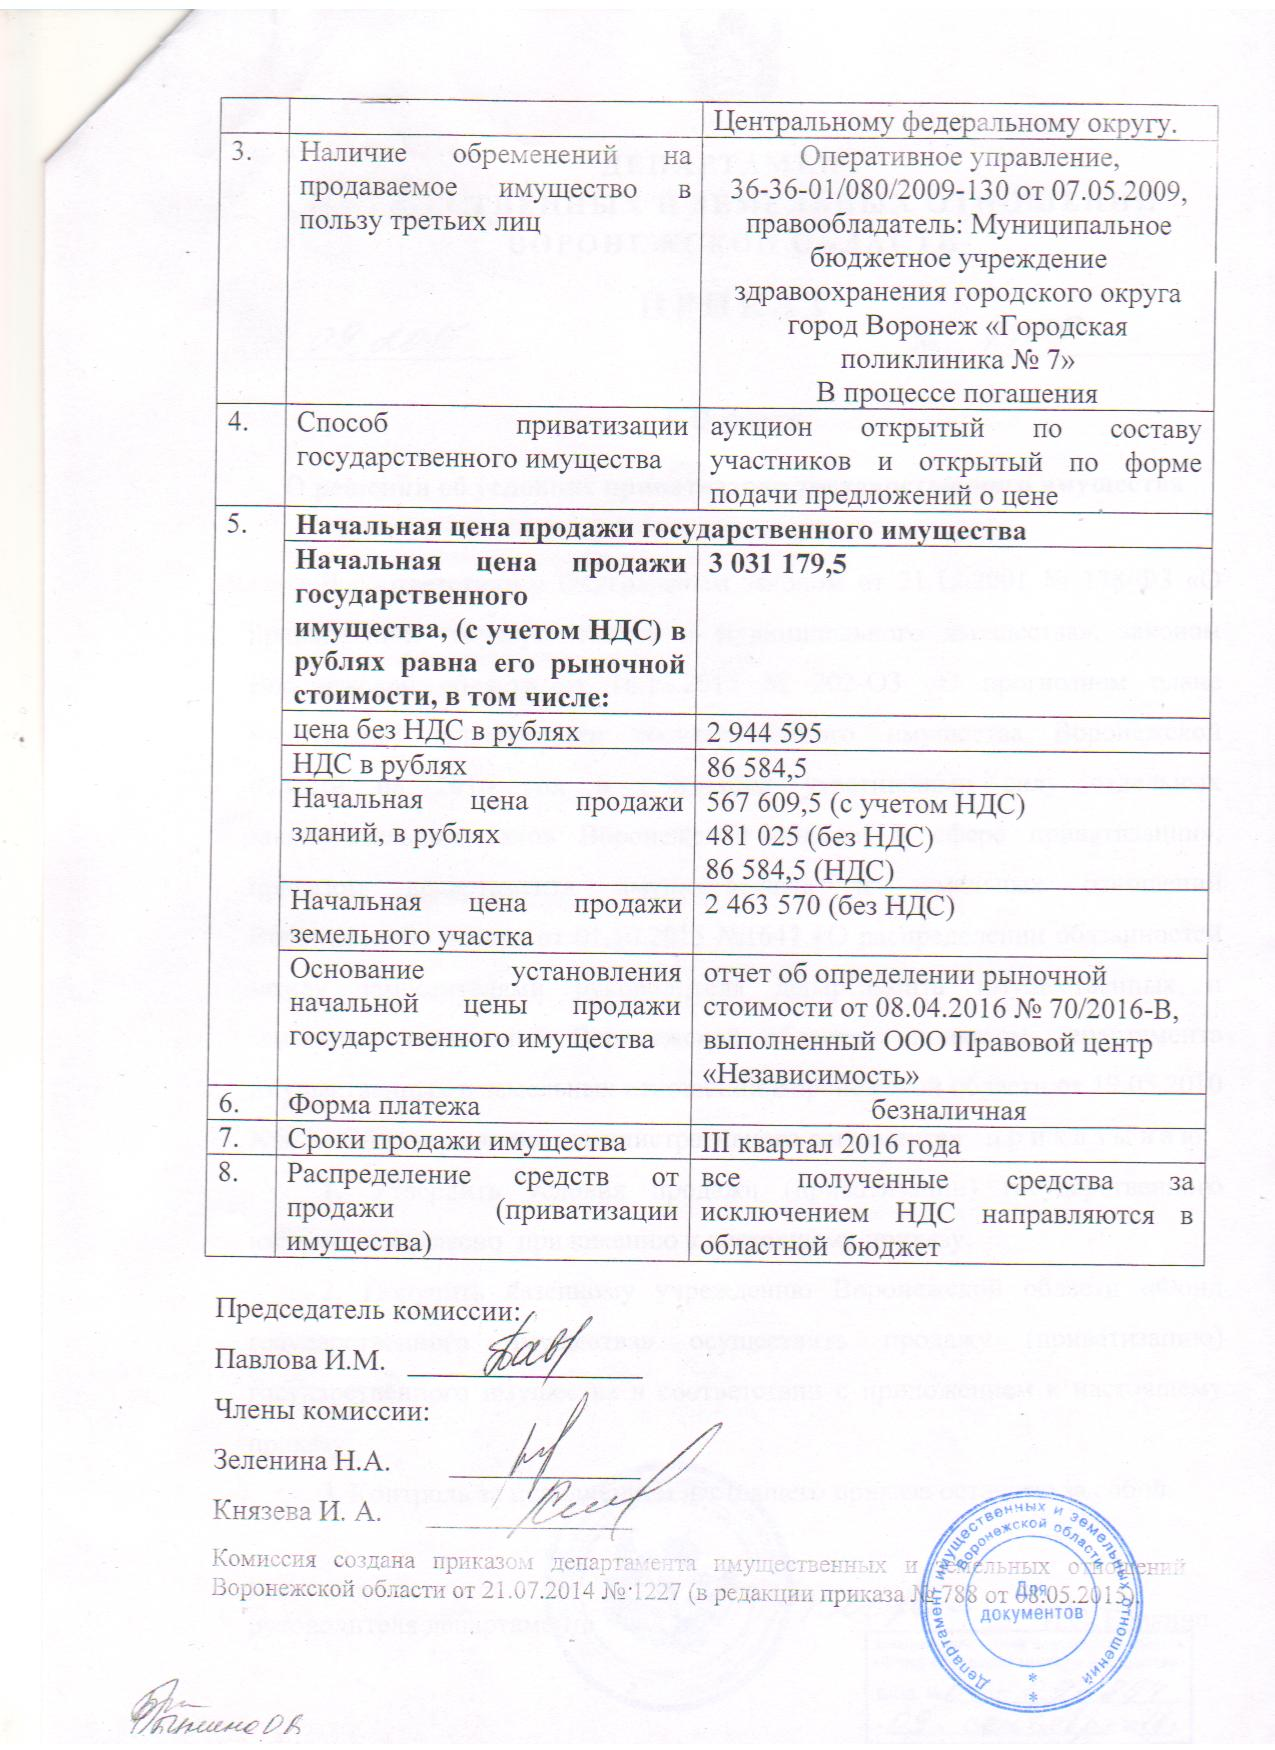 Центральному федеральному округу.
3. Наличие обременений на продаваемое имущество в пользу третьих лиц
Оперативное управление,
36-36-01/080/2009-130 от 07.05.2009,
правообладатель: Муниципальное
бюджетное учреждение
здравоохранения городского округа
город Воронеж «Городская
поликлиника № 7»
В процессе погашения
4. Способ приватизации
государственного имущества
аукцион открытый по составу
участников и открытый по форме
подачи предложений о цене
5. Начальная цена продажи государственного имущества
Начальная цена продажи
государственного
имущества, (с учетом НДС) в
рублях равна его рыночной
стоимости, в том числе:
3 031 179,5
цена без НДС в рублях 2 944 595
НДС в рублях 86 584,5
Начальная цена продажи
зданий, в рублях
567 609,5 (с учетом НДС)
481 025 (без НДС)
86 584,5 (НДС)
Начальная цена продажи
земельного участка
2 463 570 (без НДС)
Основание установления
начальной цены продажи
государственного имущества
отчет об определении рыночной
стоимости от 08.04.2016 № 70/2016-В,
выполненный ООО Правовой центр
«Независимость»
6. Форма платежа безналичная
7. Сроки продажи имущества III квартал 2016 года
8. Распределение средств от
продажи (приватизации
имущества)
все полученные средства за
исключением НДС направляются в
областной бюджет
Председатель комиссии:
Павлова И.М.
Члены комиссии:
Зеленина Н.А.
Князева И. А.
Комиссия создана приказом департамента имущественных и земельных отношений
Воронежской области от 21.07.2014 № 1227 (в редакции приказа № 788 от 08.05.2015).
Департамент имущественных и земельных отношений
Воронежской области
Для
документов